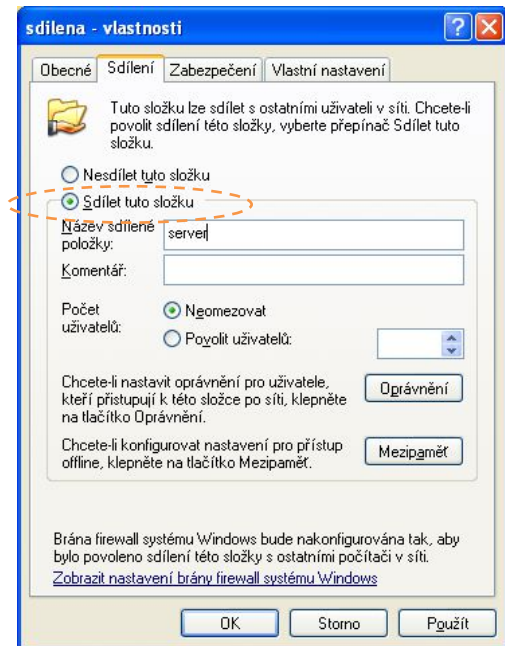 sdilena - vlastnosti
Obecné Sdílení Zabezpečení Vlastní nastavení
Tuto složku lze sdílet s ostatními uživateli v síti. Chcete-li
povolit sdílení této složky, vyberte přepínač Sdílet tuto
složku.
Nesdílet tuto složku
Sdílet tuto složku
Název sdílené
položky:
server
Komentář:
Počet
uživatelů:
Neomezovat
Povolit uživatelů:
Chcete-li nastavit oprávnění pro uživatele,
kteří přistupují k této složce po síti, klepněte
na tlačítko Oprávnění.
Oprávnění
Chcete-li konfigurovat nastavení pro přístup
offline, klepněte na tlačítko Mezipaměť.
Mezipaměť
Brána firewall systému Windows bude nakonfigurována tak, aby
bylo povoleno sdílení této složky s ostatními počítači v síti.
Zobrazit nastavení brány firewall systému Windows
OK Storno Použít